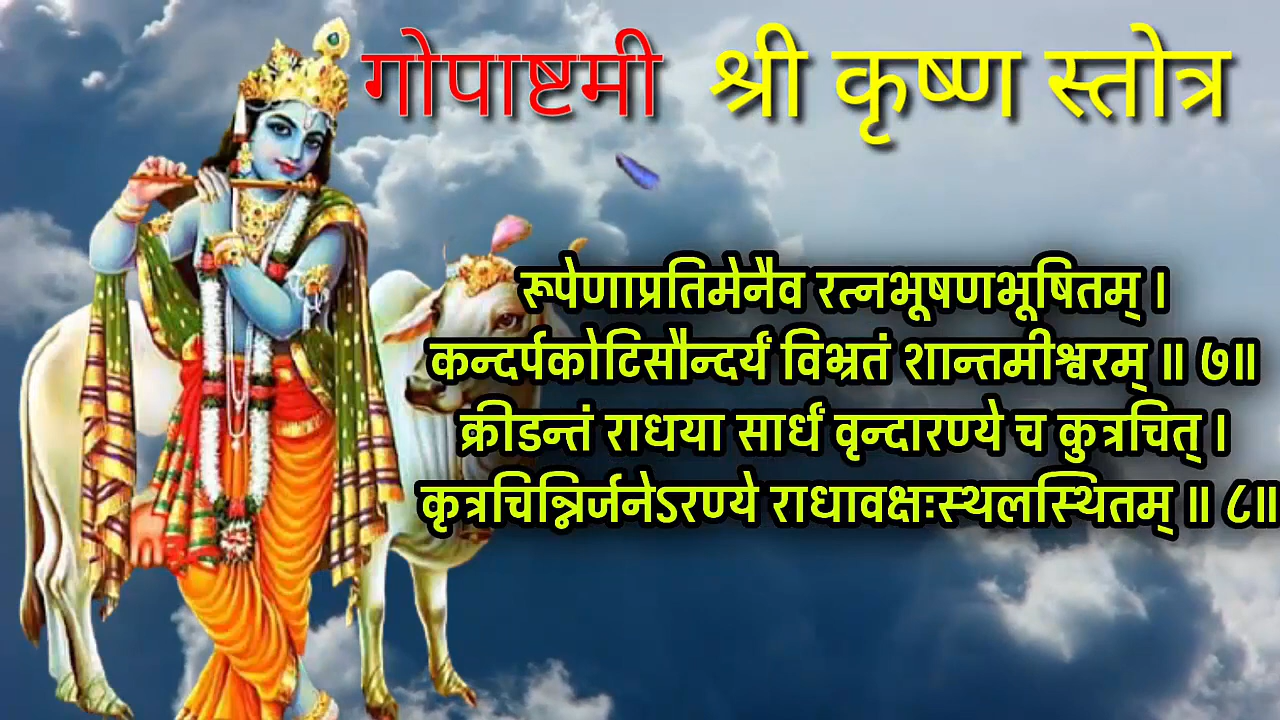 गोपाष्टमी श्री कृष्ण स्तोत्र
रूपेणाप्रतिमेनैव रत्नभूषणभूषितम् ।
कन्दर्पकोटिसौन्दर्यं विभ्रतं शान्तमीश्वरम् ॥ ७॥
क्रीडन्तं राधया सार्धं वृन्दारण्ये च कुत्रचित् ।
कृत्रचिन्निर्जनेऽरण्ये राधावक्षःस्थलस्थितम् ॥ ८॥